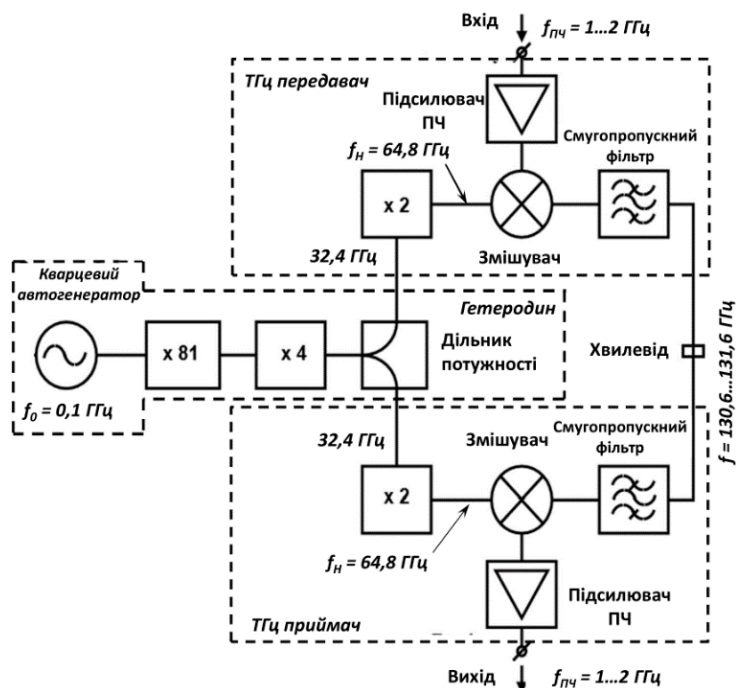 Вхід
f_ПЧ = 1...2 ГГц
ТГц передавач
Підсилювач
ПЧ
f_Н = 64,8 ГГц
Смугопропускний
фільтр
x 2
Змішувач
32,4 ГГц
Кварцевий
автогенератор
Гетеродин
x 81
x 4
Дільник
потужності
Хвилевід
f = 130,6...131,6 ГГц
f_0 = 0,1 ГГц
32,4 ГГц
Змішувач
Смугопропускний
фільтр
x 2
f_Н = 64,8 ГГц
Підсилювач
ПЧ
ТГц приймач
Вихід
f_ПЧ = 1...2 ГГц